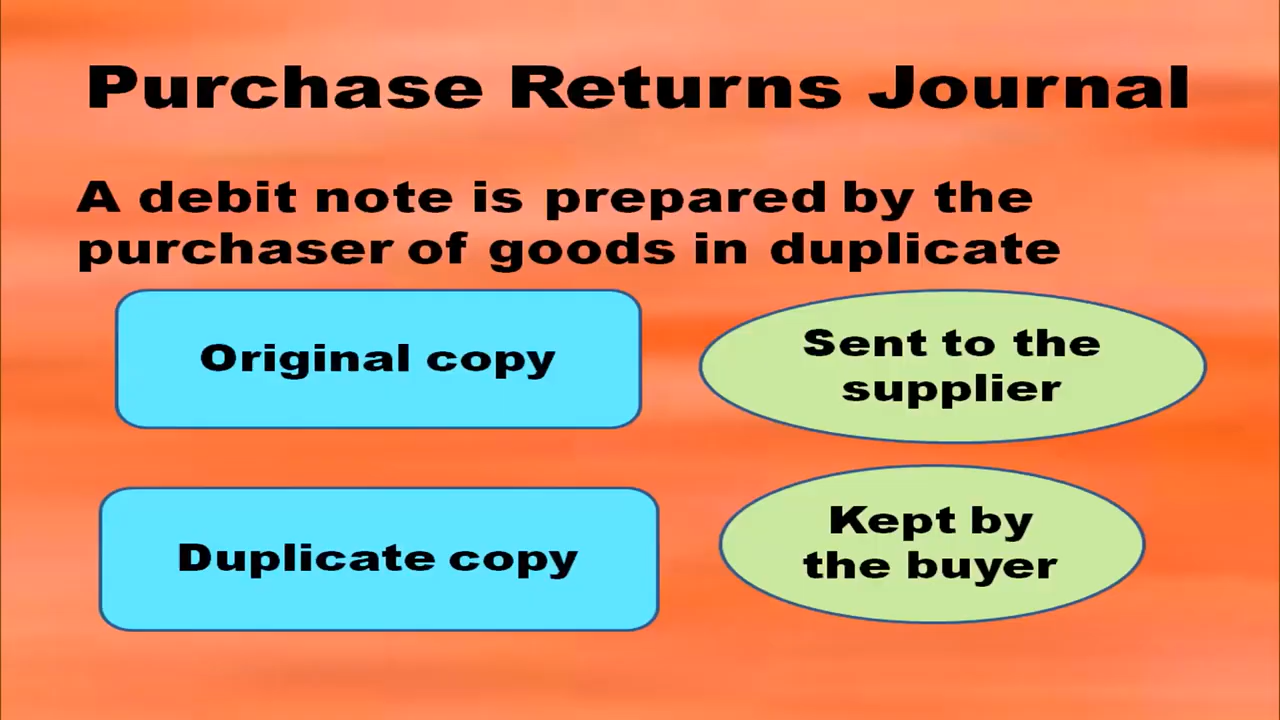 Purchase Returns Journal
A debit note is prepared by the
purchaser of goods in duplicate
Original copy
Sent to the
supplier
Duplicate copy
Kept by
the buyer